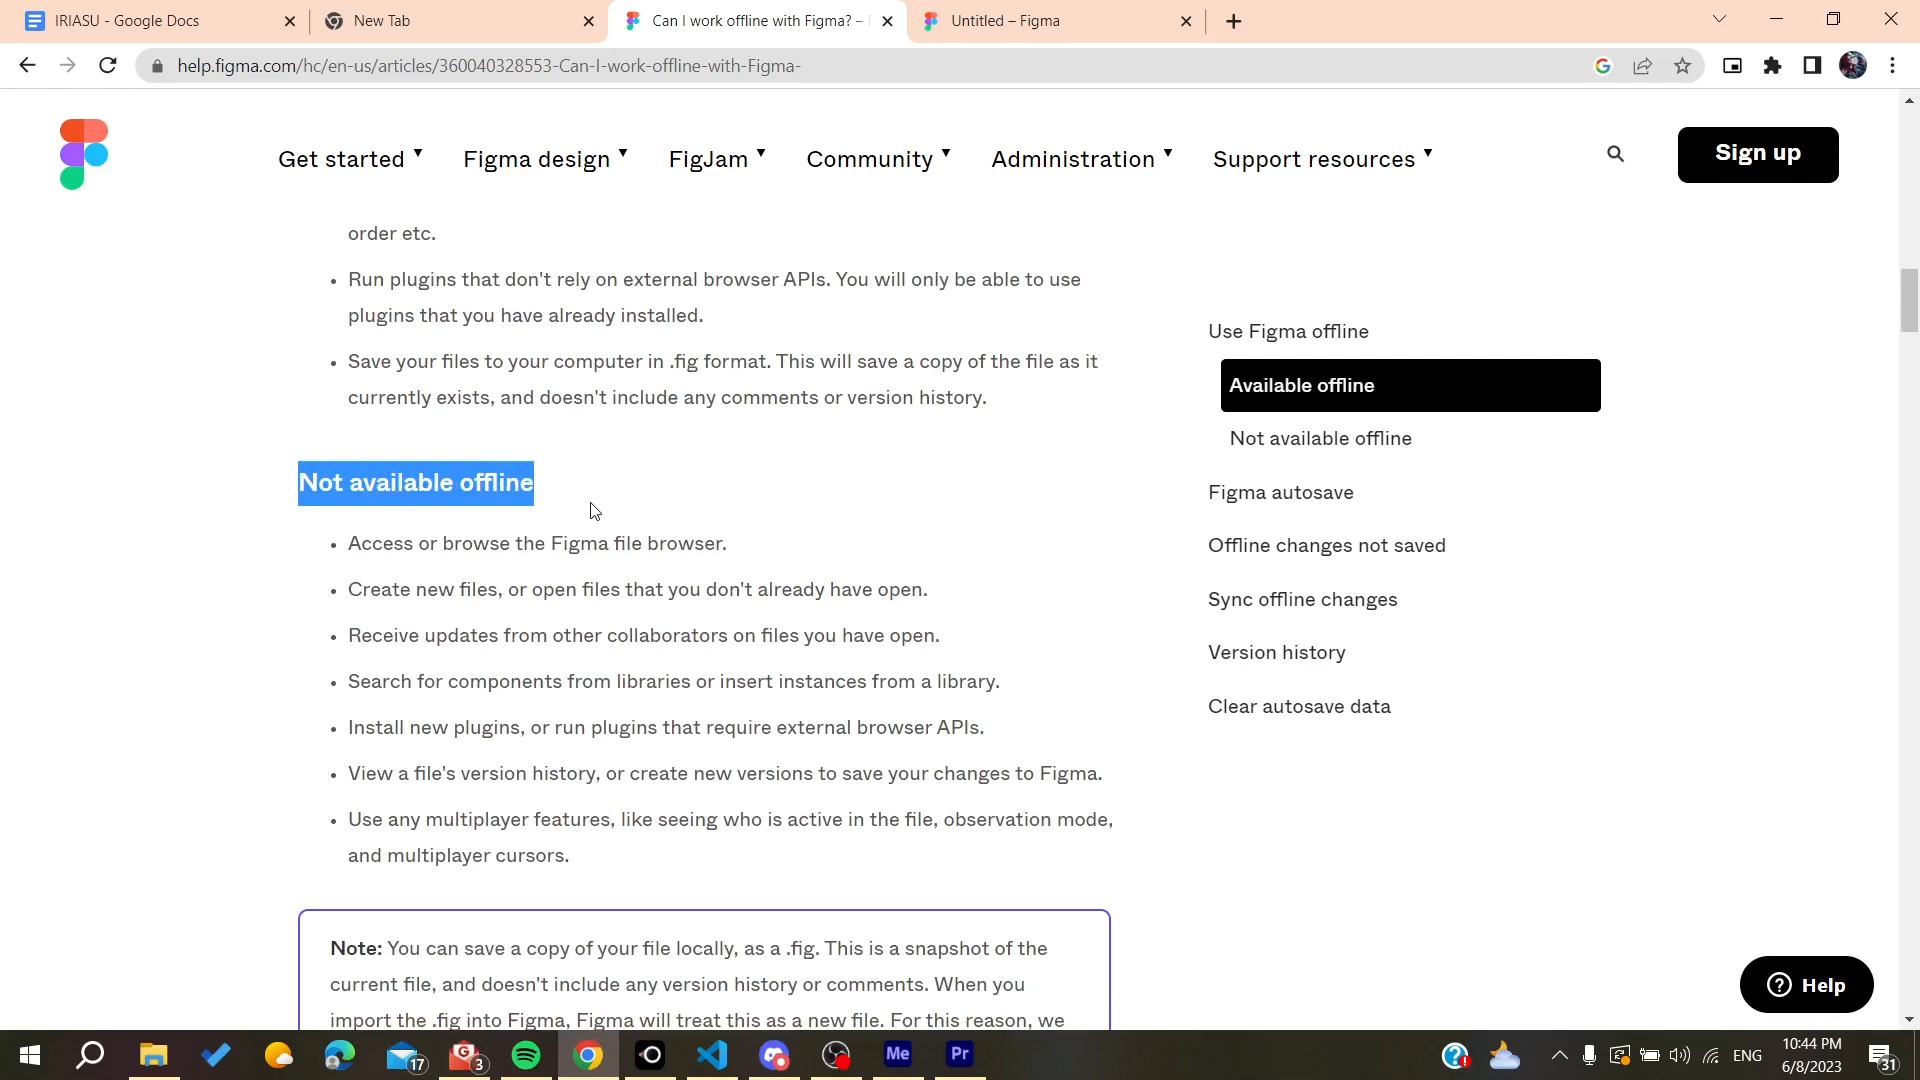 IRIASU - Google Docs
New Tab
Can I work offline with Figma? –
Untitled – Figma
help.figma.com/hc/en-us/articles/360040328553-Can-I-work-offline-with-Figma-
Get started
Figma design
FigJam
Community
Administration
Support resources
Sign up
order etc.
• Run plugins that don't rely on external browser APIs. You will only be able to use
plugins that you have already installed.
• Save your files to your computer in .fig format. This will save a copy of the file as it
currently exists, and doesn't include any comments or version history.
Not available offline
• Access or browse the Figma file browser.
• Create new files, or open files that you don't already have open.
• Receive updates from other collaborators on files you have open.
• Search for components from libraries or insert instances from a library.
• Install new plugins, or run plugins that require external browser APIs.
• View a file's version history, or create new versions to save your changes to Figma.
• Use any multiplayer features, like seeing who is active in the file, observation mode,
and multiplayer cursors.
Note: You can save a copy of your file locally, as a .fig. This is a snapshot of the
current file, and doesn't include any version history or comments. When you
import the .fig into Figma, Figma will treat this as a new file. For this reason, we
Use Figma offline
Available offline
Not available offline
Figma autosave
Offline changes not saved
Sync offline changes
Version history
Clear autosave data
Help
17
3
Me
Pr
ENG
10:44 PM
6/8/2023
31